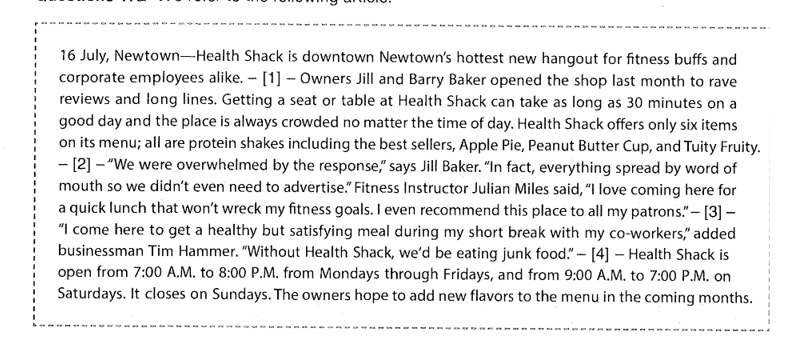 16 July, Newtown—Health Shack is downtown Newtown's hottest new hangout for fitness buffs and
corporate employees alike. – [1] – Owners Jill and Barry Baker opened the shop last month to rave
reviews and long lines. Getting a seat or table at Health Shack can take as long as 30 minutes on a
good day and the place is always crowded no matter the time of day. Health Shack offers only six items
on its menu; all are protein shakes including the best sellers, Apple Pie, Peanut Butter Cup, and Tuity Fruity.
– [2] – "We were overwhelmed by the response," says Jill Baker. "In fact, everything spread by word of
mouth so we didn't even need to advertise." Fitness Instructor Julian Miles said, "I love coming here for
a quick lunch that won't wreck my fitness goals. I even recommend this place to all my patrons." – [3] –
"I come here to get a healthy but satisfying meal during my short break with my co-workers," added
businessman Tim Hammer. "Without Health Shack, we'd be eating junk food." – [4] – Health Shack is
open from 7:00 A.M. to 8:00 P.M. from Mondays through Fridays, and from 9:00 A.M. to 7:00 P.M. on
Saturdays. It closes on Sundays. The owners hope to add new flavors to the menu in the coming months.